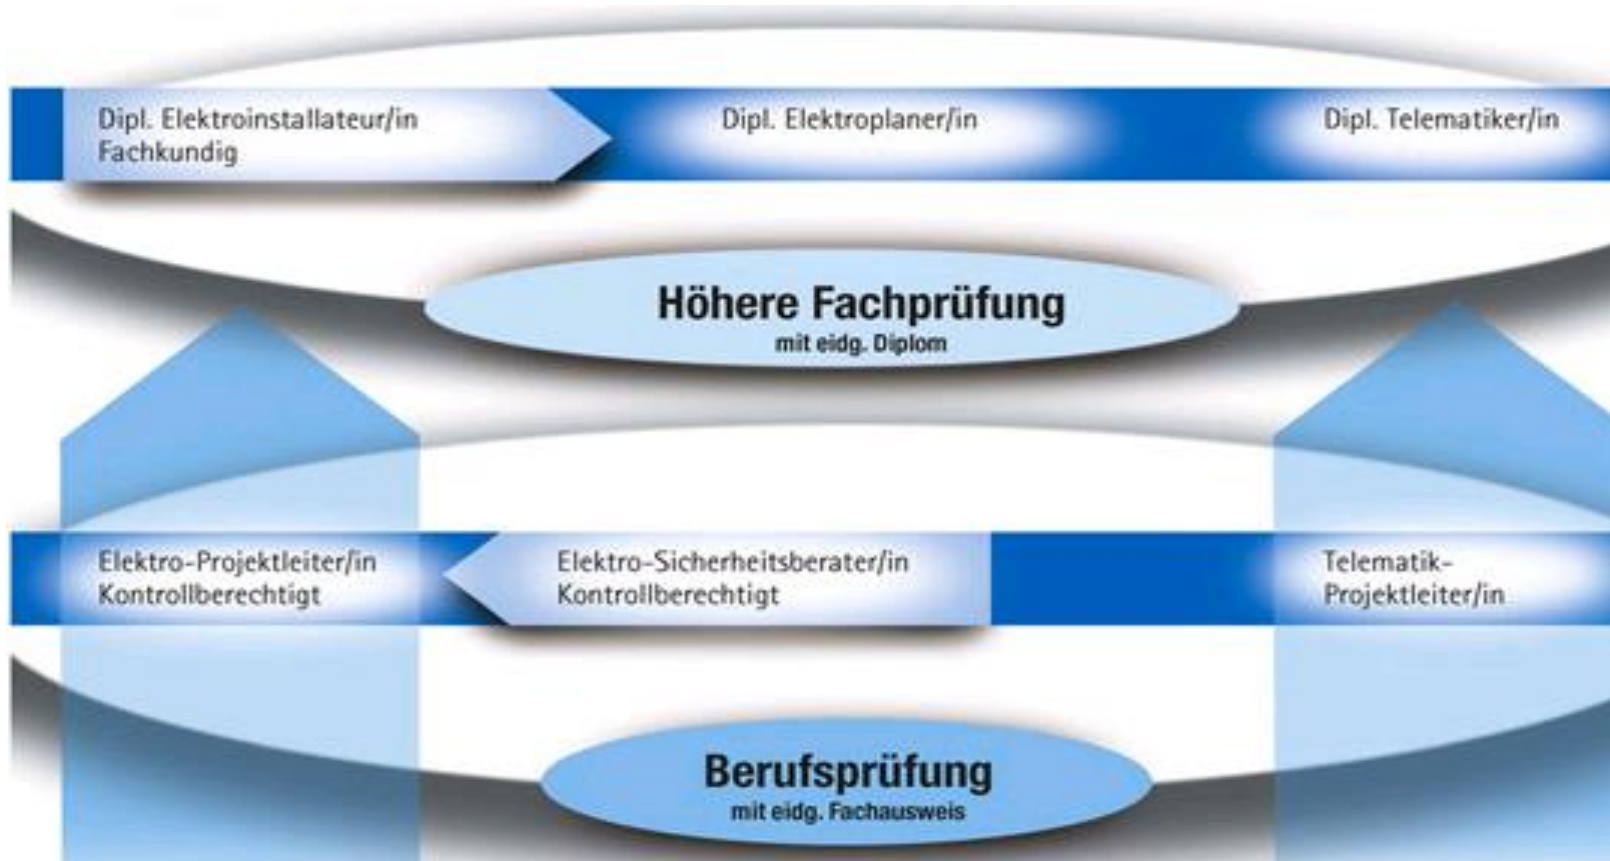 Dipl. Elektroinstallateur/in
Fachkundig
Dipl. Elektroplaner/in
Dipl. Telematiker/in
Höhere Fachprüfung
mit eidg. Diplom
Elektro-Projektleiter/in
Kontrollberechtigt
Elektro-Sicherheitsberater/in
Kontrollberechtigt
Telematik-
Projektleiter/in
Berufsprüfung
mit eidg. Fachausweis